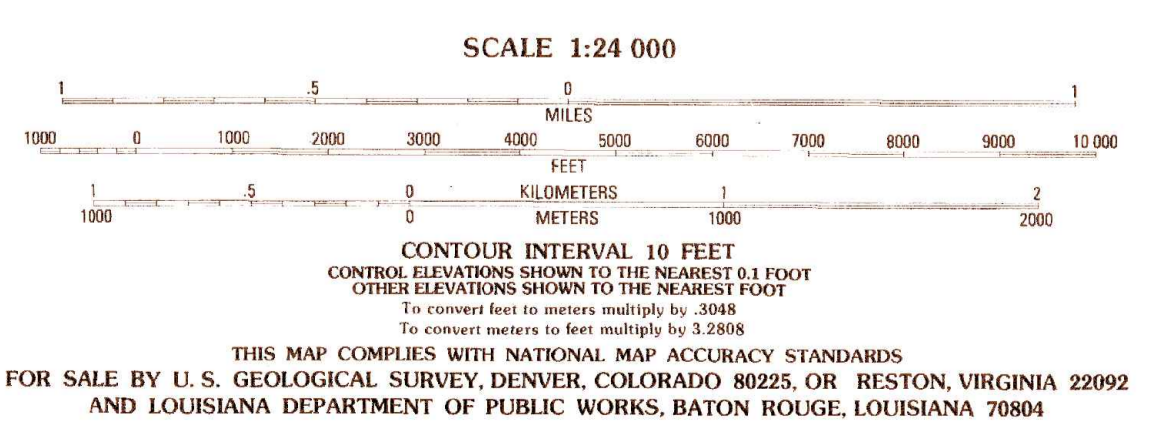 SCALE 1:24 000
1 .5 0 1
MILES
1000 0 1000 2000 3000 4000 5000 6000 7000 8000 9000 10 000
FEET
1 .5 0 KILOMETERS 1 2
1000 0 METERS 1000 2000
CONTOUR INTERVAL 10 FEET
CONTROL ELEVATIONS SHOWN TO THE NEAREST 0.1 FOOT
OTHER ELEVATIONS SHOWN TO THE NEAREST FOOT
To convert feet to meters multiply by .3048
To convert meters to feet multiply by 3.2808
THIS MAP COMPLIES WITH NATIONAL MAP ACCURACY STANDARDS
FOR SALE BY U. S. GEOLOGICAL SURVEY, DENVER, COLORADO 80225, OR RESTON, VIRGINIA 22092
AND LOUISIANA DEPARTMENT OF PUBLIC WORKS, BATON ROUGE, LOUISIANA 70804